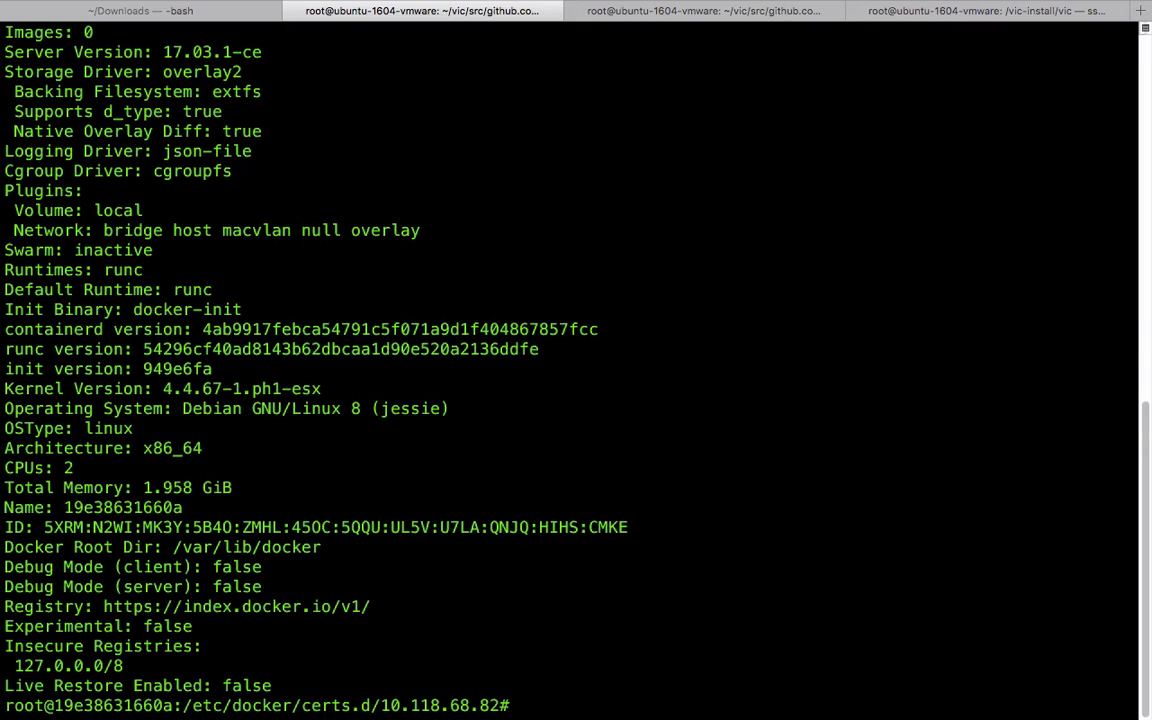 ~/Downloads — -bash
root@ubuntu-1604-vmware: ~/vic/src/github.co...
root@ubuntu-1604-vmware: ~/vic/src/github.co...
root@ubuntu-1604-vmware: /vic-install/vic — ss...
Images: 0
Server Version: 17.03.1-ce
Storage Driver: overlay2
 Backing Filesystem: extfs
 Supports d_type: true
 Native Overlay Diff: true
Logging Driver: json-file
Cgroup Driver: cgroupfs
Plugins:
 Volume: local
 Network: bridge host macvlan null overlay
Swarm: inactive
Runtimes: runc
Default Runtime: runc
Init Binary: docker-init
containerd version: 4ab9917febca54791c5f071a9d1f404867857fcc
runc version: 54296cf40ad8143b62dbcaa1d90e520a2136ddfe
init version: 949e6fa
Kernel Version: 4.4.67-1.ph1-esx
Operating System: Debian GNU/Linux 8 (jessie)
OSType: linux
Architecture: x86_64
CPUs: 2
Total Memory: 1.958 GiB
Name: 19e38631660a
ID: 5XRM:N2WI:MK3Y:5B4O:ZMHL:45OC:5QQU:UL5V:U7LA:QNJQ:HIHS:CMKE
Docker Root Dir: /var/lib/docker
Debug Mode (client): false
Debug Mode (server): false
Registry: https://index.docker.io/v1/
Experimental: false
Insecure Registries:
 127.0.0.0/8
Live Restore Enabled: false
root@19e38631660a:/etc/docker/certs.d/10.118.68.82#